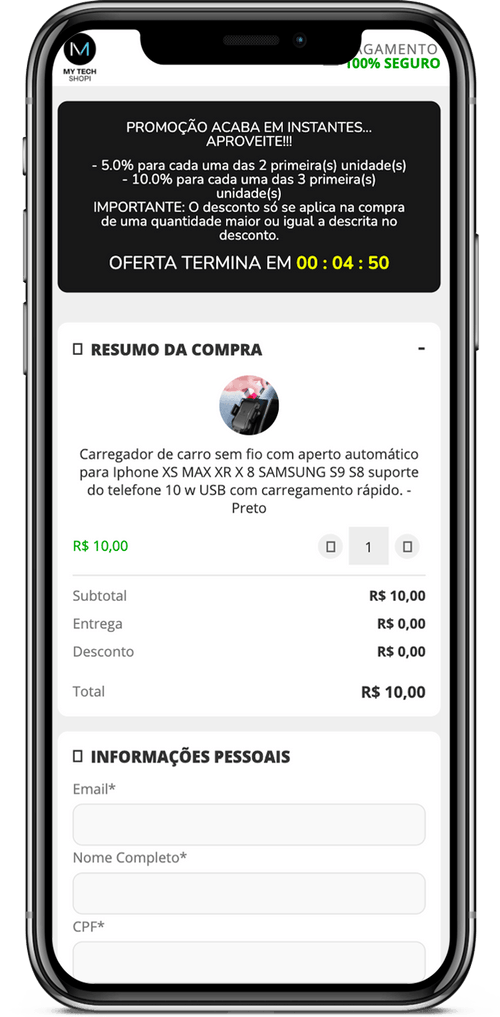 MY TECH
SHOPI
PAGAMENTO
100% SEGURO
PROMOÇÃO ACABA EM INSTANTES...
APROVEITE!!!
- 5.0% para cada uma das 2 primeira(s) unidade(s)
- 10.0% para cada uma das 3 primeira(s)
unidade(s)
IMPORTANTE: O desconto só se aplica na compra
de uma quantidade maior ou igual a descrita no
desconto.
OFERTA TERMINA EM 00 : 04 : 50
RESUMO DA COMPRA -
Carregador de carro sem fio com aperto automático
para Iphone XS MAX XR X 8 SAMSUNG S9 S8 suporte
do telefone 10 w USB com carregamento rápido. -
Preto
R$ 10,00 1
Subtotal R$ 10,00
Entrega R$ 0,00
Desconto R$ 0,00
Total R$ 10,00
INFORMAÇÕES PESSOAIS
Email*
Nome Completo*
CPF*